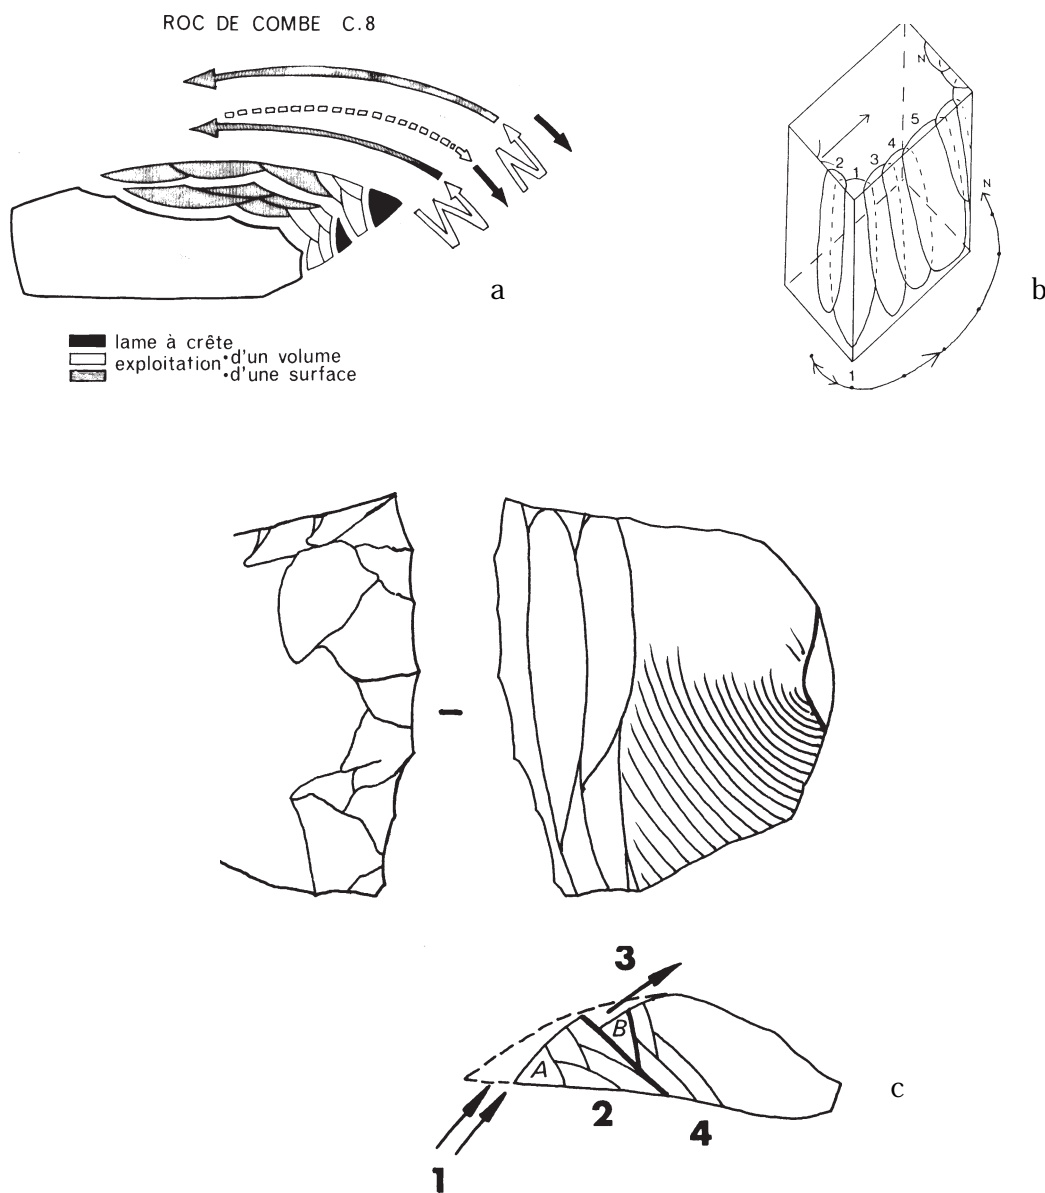 ROC DE COMBE C.8
a
lame à crête
exploitation •d'un volume
•d'une surface
N
5
4
3
2
1
N
b
1
3
B
A
c
2
4
1